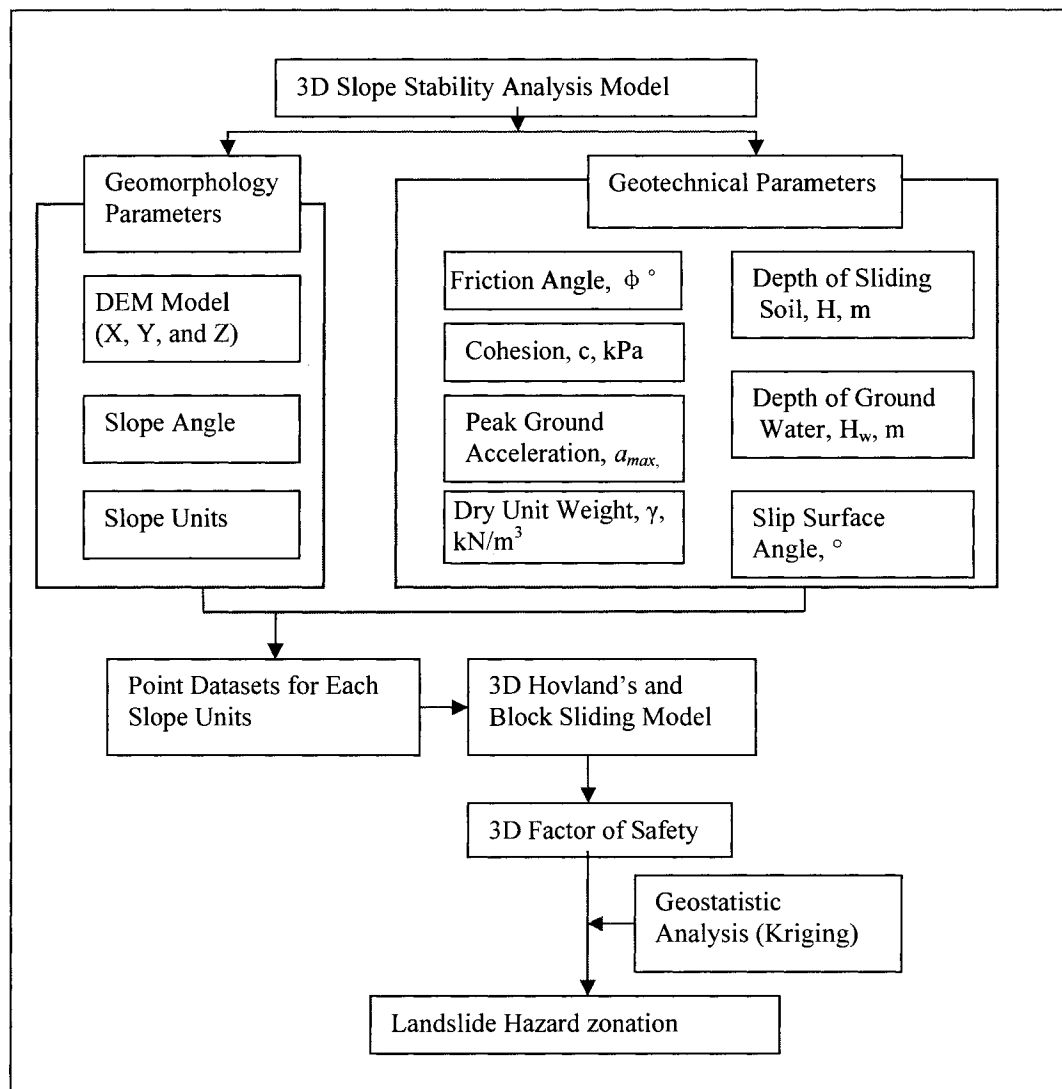 3D Slope Stability Analysis Model
Geomorphology
Parameters
DEM Model
(X, Y, and Z)
Slope Angle
Slope Units
Geotechnical Parameters
Friction Angle, ϕ °
Cohesion, c, kPa
Peak Ground
Acceleration, a_max,
Dry Unit Weight, γ,
kN/m³
Depth of Sliding
Soil, H, m
Depth of Ground
Water, H_w, m
Slip Surface
Angle, °
Point Datasets for Each
Slope Units
3D Hovland's and
Block Sliding Model
3D Factor of Safety
Geostatistic
Analysis (Kriging)
Landslide Hazard zonation